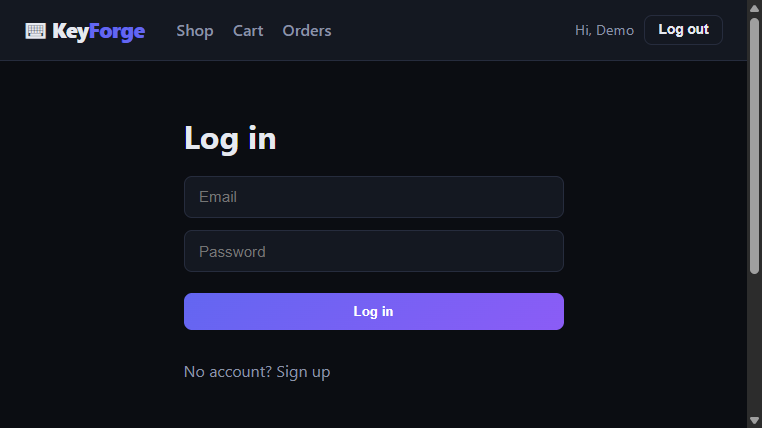 KeyForge Shop Cart Orders Hi, Demo Log out
Log in
Email
Password
Log in
No account? Sign up